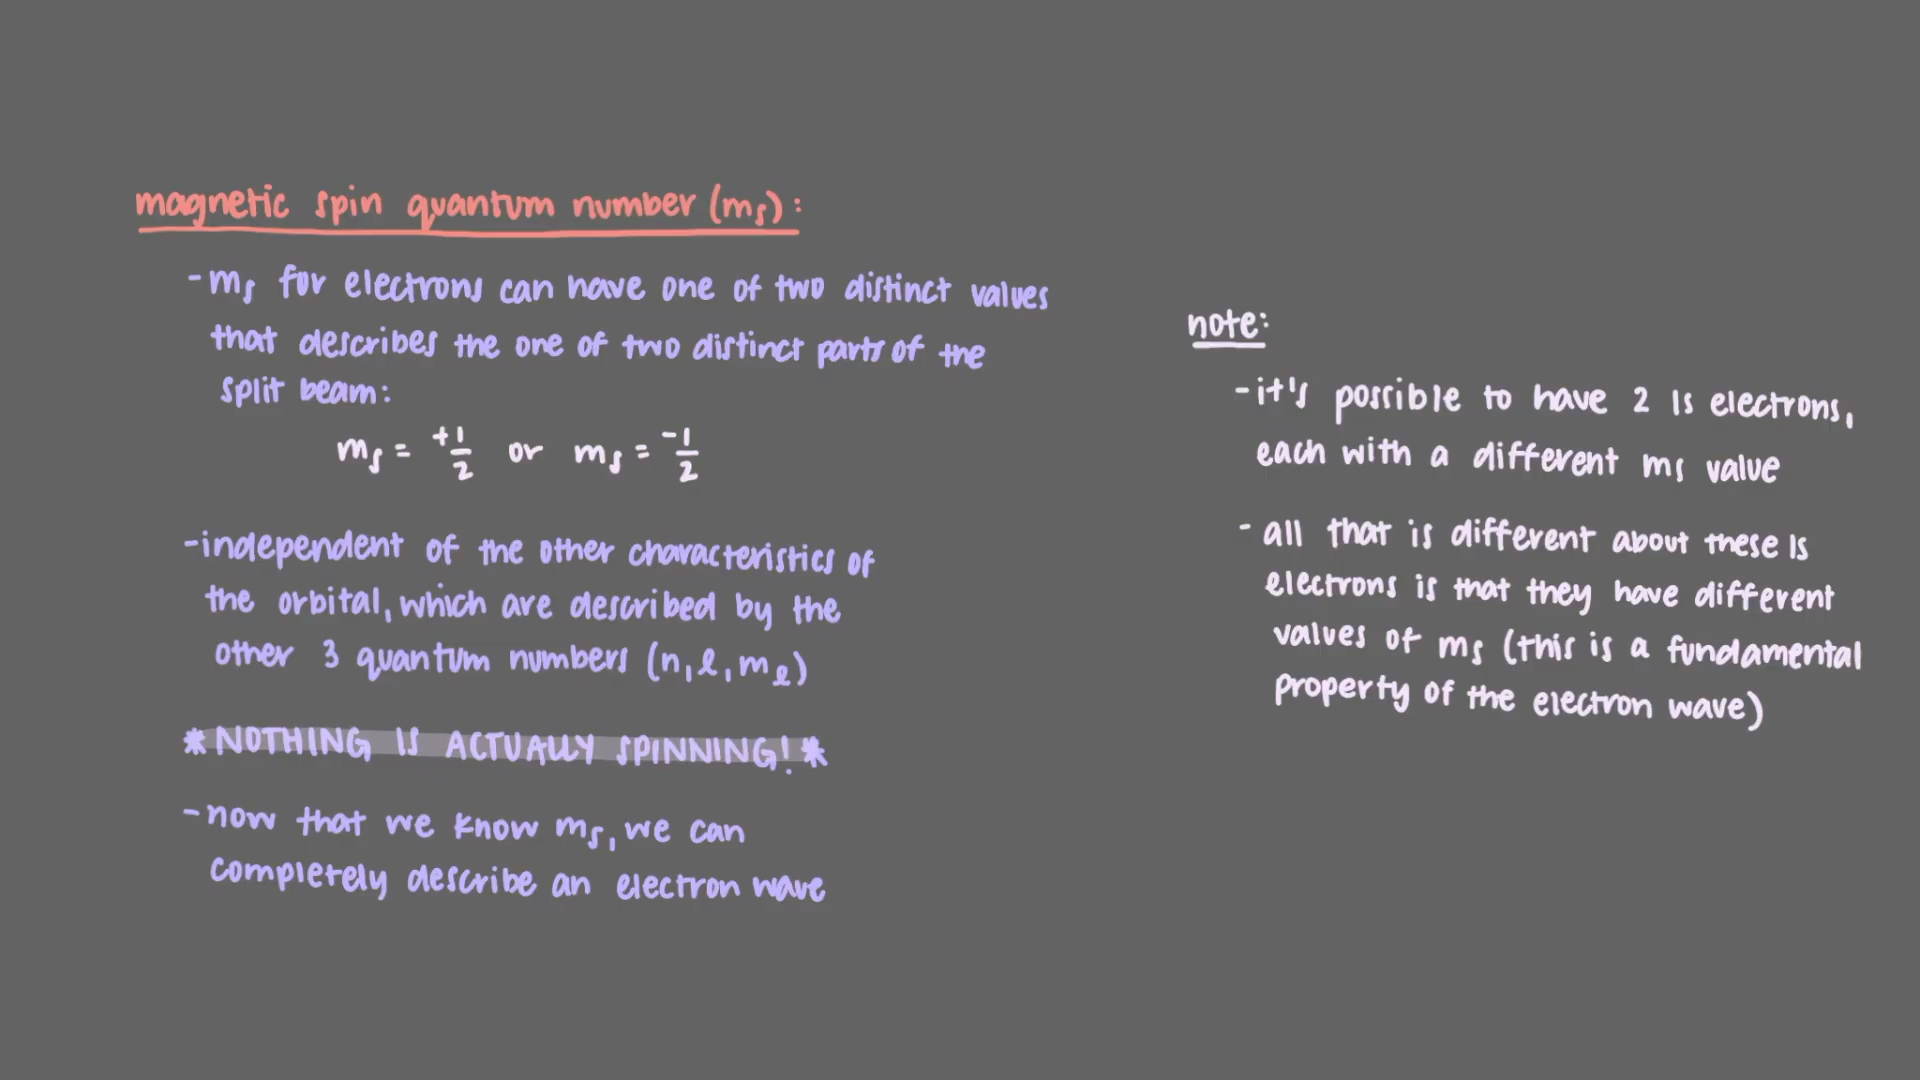 magnetic spin quantum number (ms):
- ms for electrons can have one of two distinct values
that describes the one of two distinct parts of the
split beam:
ms = +1/2 or ms = -1/2
- independent of the other characteristics of
the orbital, which are described by the
other 3 quantum numbers (n, l, ml)
*NOTHING IS ACTUALLY SPINNING!*
- now that we know ms, we can
completely describe an electron wave
note:
- it's possible to have 2 1s electrons,
each with a different ms value
- all that is different about these 1s
electrons is that they have different
values of ms (this is a fundamental
property of the electron wave)